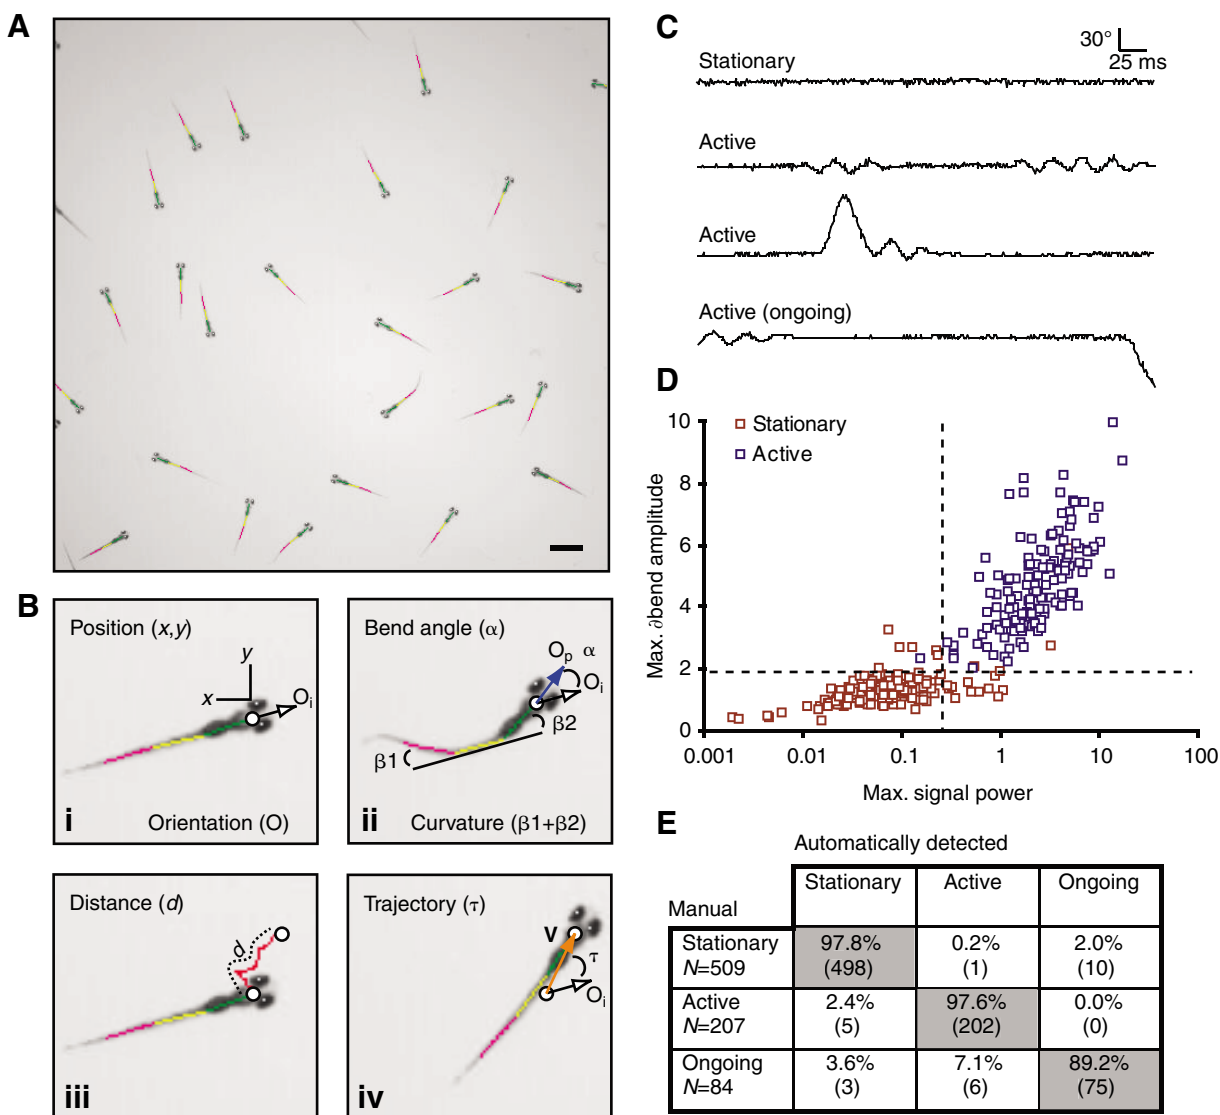 A
B
Position (x,y)
y
x
Oi
i
Orientation (O)
Bend angle (α)
Op
α
Oi
β2
β1
ii
Curvature (β1+β2)
Distance (d)
d
iii
Trajectory (τ)
v
τ
Oi
iv
C
30°
25 ms
Stationary
Active
Active
Active (ongoing)
D
Stationary
Active
10
8
6
4
2
0
Max. ∂bend amplitude
0.001
0.01
0.1
1
10
100
Max. signal power
E
Automatically detected
Stationary Active Ongoing
Manual
Stationary 97.8% 0.2% 2.0%
N=509 (498) (1) (10)
Active 2.4% 97.6% 0.0%
N=207 (5) (202) (0)
Ongoing 3.6% 7.1% 89.2%
N=84 (3) (6) (75)